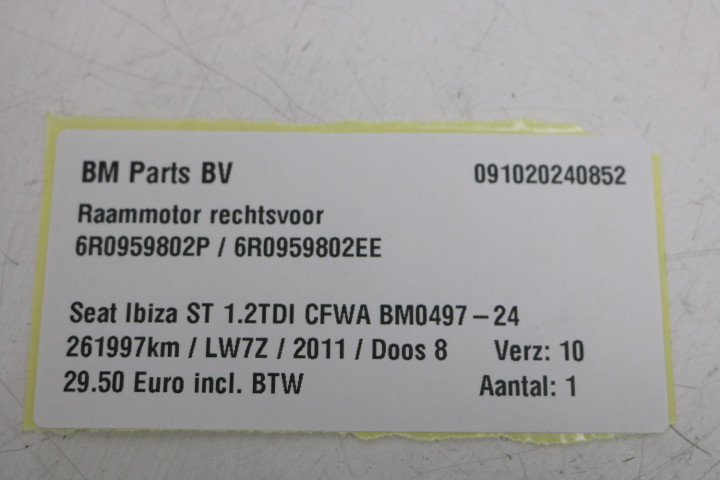 BM Parts BV 091020240852
Raammotor rechtsvoor
6R0959802P / 6R0959802EE
Seat Ibiza ST 1.2TDI CFWA BM0497-24
261997km / LW7Z / 2011 / Doos 8 Verz: 10
29.50 Euro incl. BTW Aantal: 1